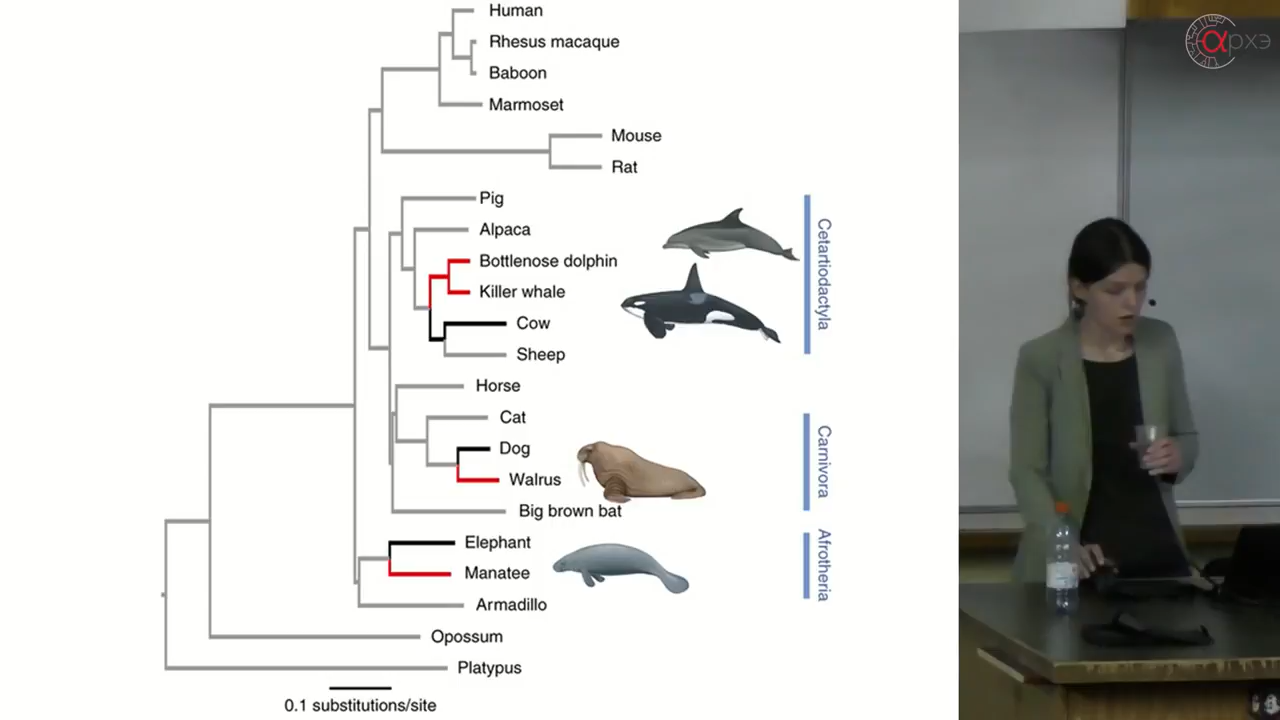 Human
Rhesus macaque
Baboon
Marmoset
Mouse
Rat
Pig
Alpaca
Bottlenose dolphin
Killer whale
Cow
Sheep
Cetartiodactyla
Horse
Cat
Dog
Walrus
Carnivora
Big brown bat
Elephant
Manatee
Armadillo
Afrotheria
Opossum
Platypus
0.1 substitutions/site
αρχэ